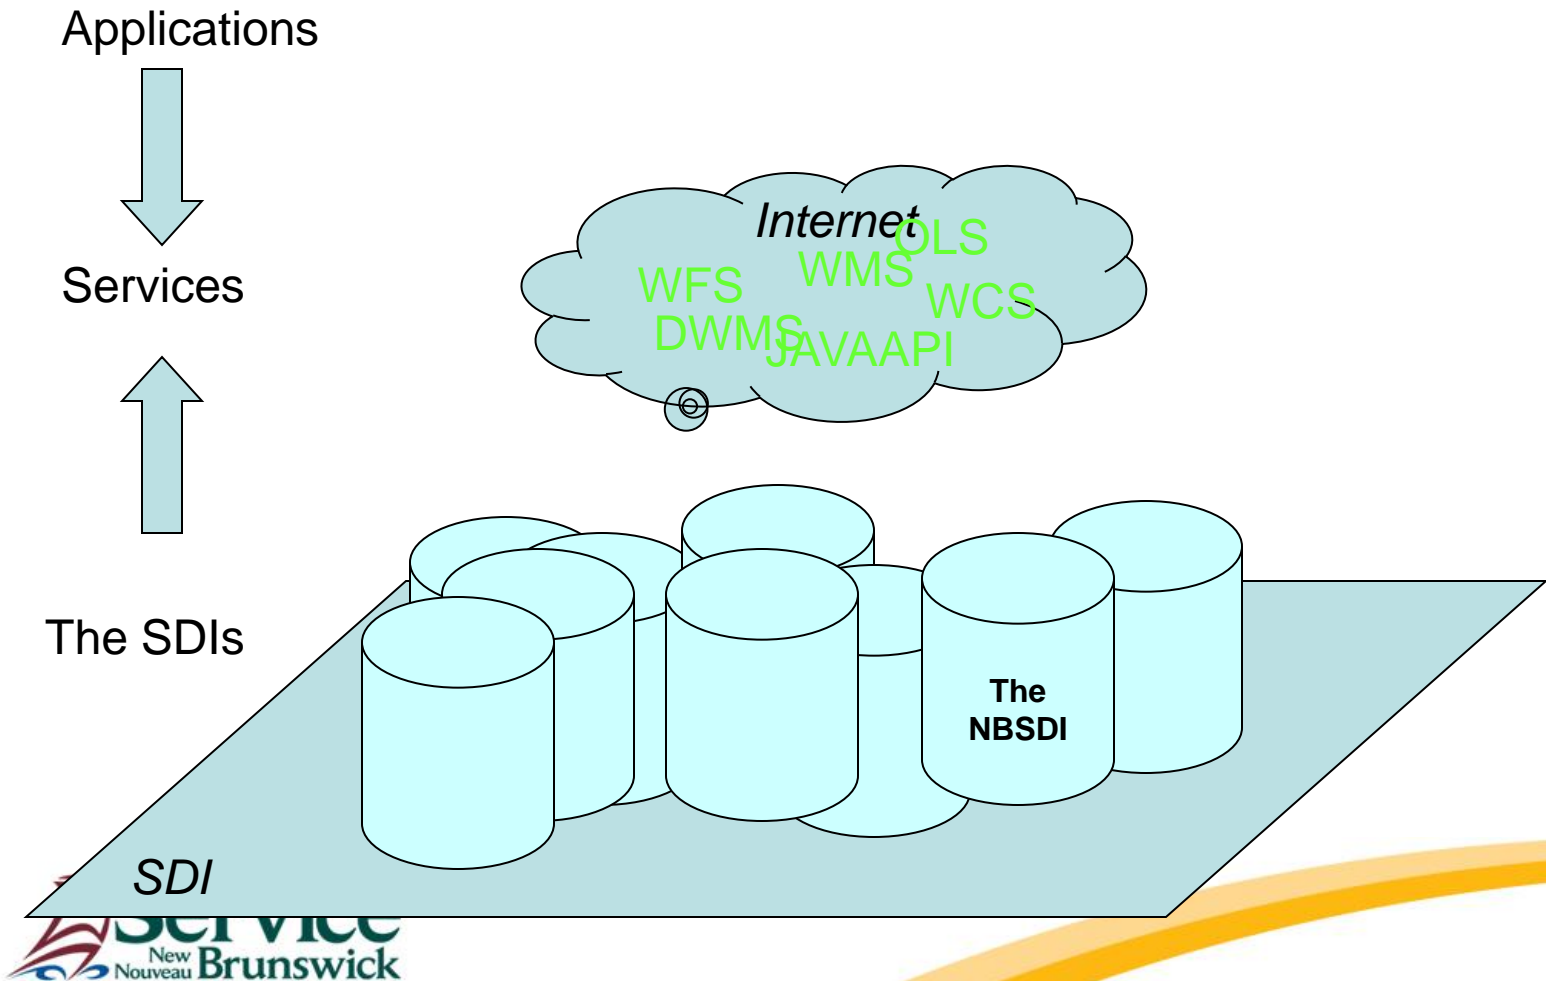 Applications
Internet
OLS
WMS
Services
WFS
WCS
DWMS
JAVAAPI
The SDIs
The
NBSDI
SDI
Service
New
Nouveau Brunswick